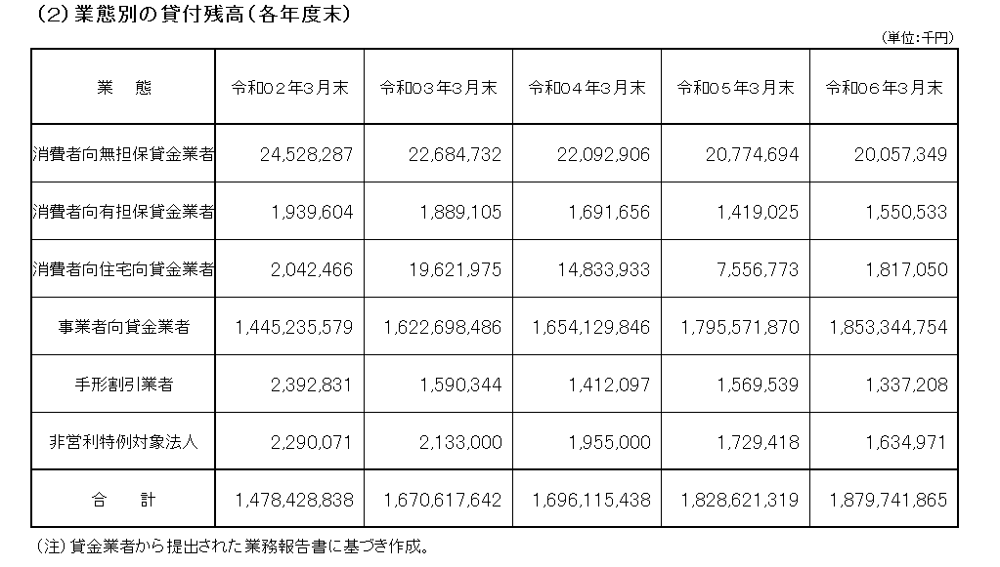 （２）業態別の貸付残高（各年度末）
（単位：千円）
業　態 令和０２年３月末 令和０３年３月末 令和０４年３月末 令和０５年３月末 令和０６年３月末
消費者向無担保貸金業者 24,528,287 22,684,732 22,092,906 20,774,694 20,057,349
消費者向有担保貸金業者 1,939,604 1,889,105 1,691,656 1,419,025 1,550,533
消費者向住宅向貸金業者 2,042,466 19,621,975 14,833,933 7,556,773 1,817,050
事業者向貸金業者 1,445,235,579 1,622,698,486 1,654,129,846 1,795,571,870 1,853,344,754
手形割引業者 2,392,831 1,590,344 1,412,097 1,569,539 1,337,208
非営利特例対象法人 2,290,071 2,133,000 1,955,000 1,729,418 1,634,971
合　計 1,478,428,838 1,670,617,642 1,696,115,438 1,828,621,319 1,879,741,865
（注）貸金業者から提出された業務報告書に基づき作成。